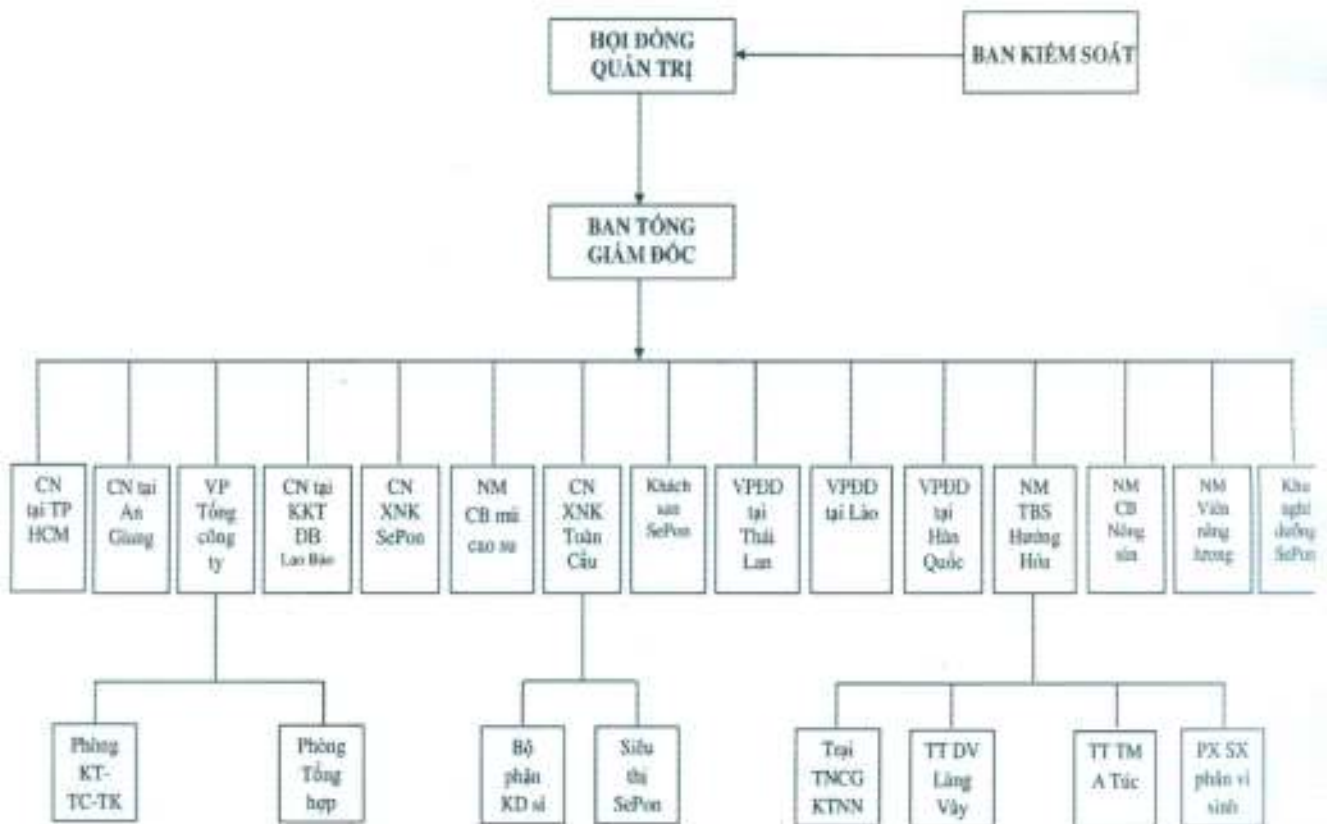 HỘI ĐỒNG
QUẢN TRỊ
BAN KIỂM SOÁT
BAN TỔNG
GIÁM ĐỐC
CN
tại TP
HCM
CN tại
An
Giang
VP
Tổng
công
ty
CN tại
KKT
ĐB
Lao Bảo
CN
XNK
SePon
NM
CB mủ
cao su
CN
XNK
Toàn
Cầu
Khách
sạn
SePon
VPĐD
tại
Thái
Lan
VPĐD
tại Lào
VPĐD
tại
Hàn
Quốc
NM
TBS
Hướng
Hóa
NM
CB
Nông
sản
NM
Viên
năng
lượng
Khu
nghỉ
dưỡng
SePon
Phòng
KT-
TC-TK
Phòng
Tổng
hợp
Bộ
phận
KD sỉ
Siêu
thị
SePon
Trại
TNCG
KTNN
TT DV
Làng
Vây
TT TM
A Túc
PX SX
phân vi
sinh